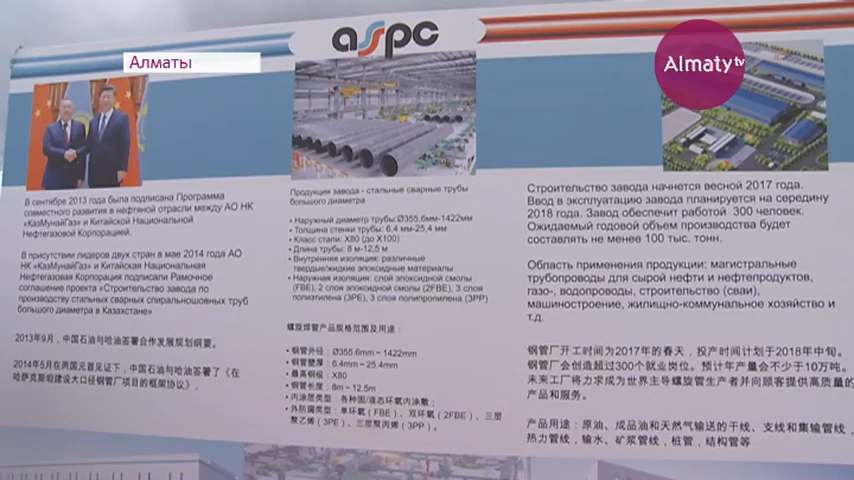 aspc
Алматы
Almaty tv
В сентябре 2013 года была подписана Программа
совместного развития в нефтяной отрасли между АО НК
«КазМунайГаз» и Китайской Национальной
Нефтегазовой Корпорацией.
В присутствии лидеров двух стран в мае 2014 года АО
НК «КазМунайГаз» и Китайская Национальная
Нефтегазовая Корпорация подписали Рамочное
соглашение проекта «Строительство завода по
производству стальных сварных спиральношовных труб
большого диаметра в Казахстане»
2013年9月，中国石油与哈油签署合作发展规划纲要。
2014年5月在两国元首见证下，中国石油与哈油签署了《在
哈萨克斯坦建设大口径钢管厂项目的框架协议》。
Продукция завода - стальные сварные трубы
большого диаметра
• Наружный диаметр трубы Ø355.6мм-1422мм
• Толщина стенки трубы: 6,4 мм-25,4 мм
• Класс стали: X80 (до X100)
• Длина трубы: 8 м-12,5 м
• Внутренняя изоляция: различные
твердые/жидкие эпоксидные материалы
• Наружная изоляция: слой эпоксидной смолы
(FBE), 2 слоя эпоксидной смолы (2FBE), 3 слоя
полиэтилена (3PE), 3 слоя полипропилена (3PP)
螺旋焊管产品规格范围及用途：
• 钢管外径：Ø355.6mm－1422mm
• 钢管壁厚：6.4mm－25.4mm
• 最高钢级：X80
• 钢管长度：8m－12.5m
• 内涂层类型：各种固/液态环氧内涂敷；
• 外防腐类型：单环氧（FBE）、双环氧（2FBE）、三层
聚乙烯（3PE）、三层聚丙烯（3PP）。
Строительство завода начнется весной 2017 года.
Ввод в эксплуатацию завода планируется на середину
2018 года. Завод обеспечит работой 300 человек.
Ожидаемый годовой объем производства будет
составлять не менее 100 тыс. тонн.
Область применения продукции: магистральные
трубопроводы для сырой нефти и нефтепродуктов,
газо-, водопроводы, строительство (сваи),
машиностроение, жилищно-коммунальное хозяйство и
т.д.
钢管厂开工时间为2017年的春天，投产时间计划于2018年中旬。
钢管厂会创造超过300个就业岗位。预计年产量会不少于10万吨。
未来工厂将力求成为世界主导螺旋管生产者并向顾客提供高质量的
产品和服务。
产品用途：原油、成品油和天然气输送的干线、支线和集输管线，
热力管线，输水、矿浆管线，桩管，结构管等